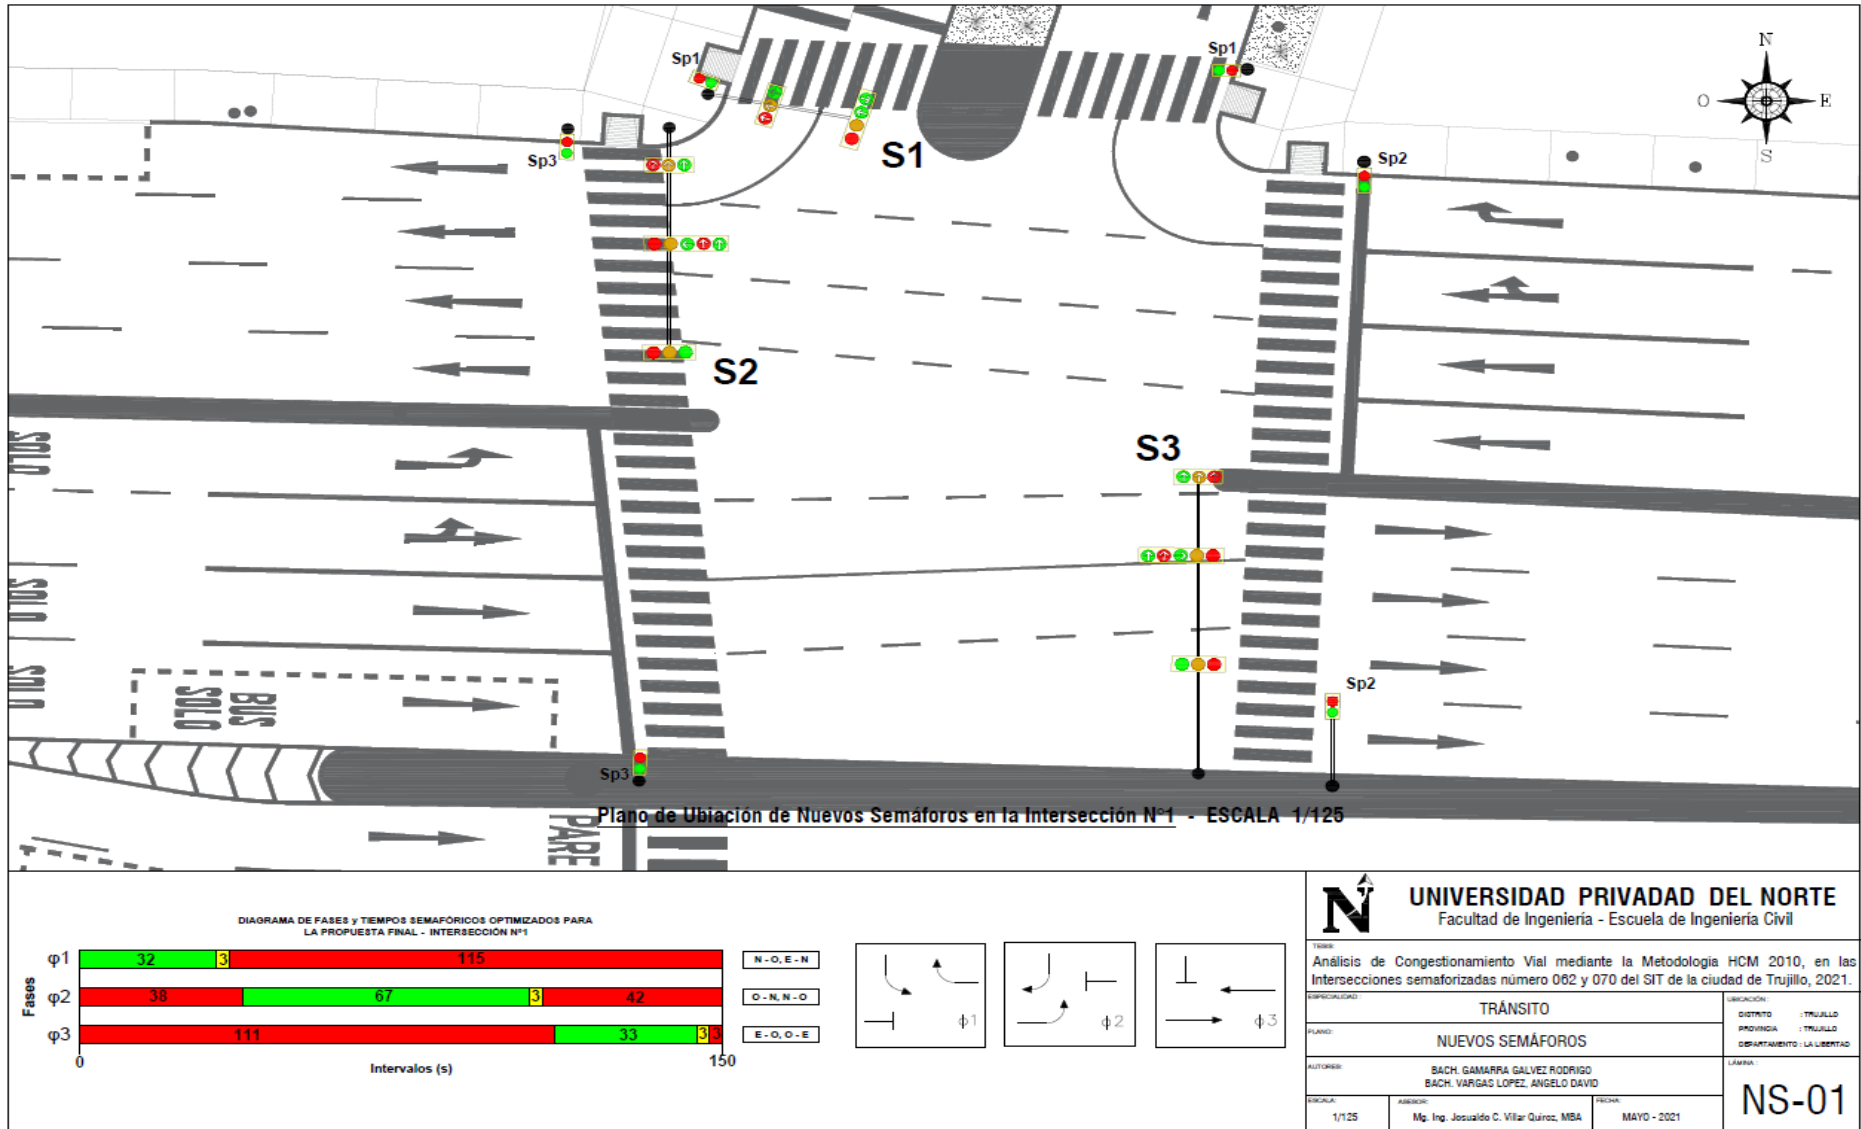 Sp1
Sp1
N
O
E
S
S1
Sp3
Sp2
S2
SOLO
S3
SOLO
SOLO
BUS
SOLO
Sp2
Sp3
PARE
Plano de Ubiación de Nuevos Semáforos en la Intersección N°1 - ESCALA 1/125
DIAGRAMA DE FASES y TIEMPOS SEMAFÓRICOS OPTIMIZADOS PARA
LA PROPUESTA FINAL - INTERSECCIÓN N°1
Fases
φ1 32 3 115 N - O, E - N
φ2 38 67 3 42 O - N, N - O
φ3 111 33 3 3 E - O, O - E
0 150
Intervalos (s)
ϕ1
ϕ2
ϕ3
N
UNIVERSIDAD PRIVADAD DEL NORTE
Facultad de Ingeniería - Escuela de Ingeniería Civil
TESIS:
Análisis de Congestionamiento Vial mediante la Metodologia HCM 2010, en las
Intersecciones semaforizadas número 062 y 070 del SIT de la ciudad de Trujillo, 2021.
ESPECIALIDAD :
TRÁNSITO
UBICACIÓN :
DISTRITO : TRUJILLO
PROVINCIA : TRUJILLO
DEPARTAMENTO : LA LIBERTAD
PLANO:
NUEVOS SEMÁFOROS
AUTORES:
BACH. GAMARRA GALVEZ RODRIGO
BACH. VARGAS LOPEZ, ANGELO DAVID
LÁMINA :
NS-01
ESCALA:
1/125
ASESOR:
Mg. Ing. Josualdo C. Villar Quiroz, MBA
FECHA:
MAYO - 2021